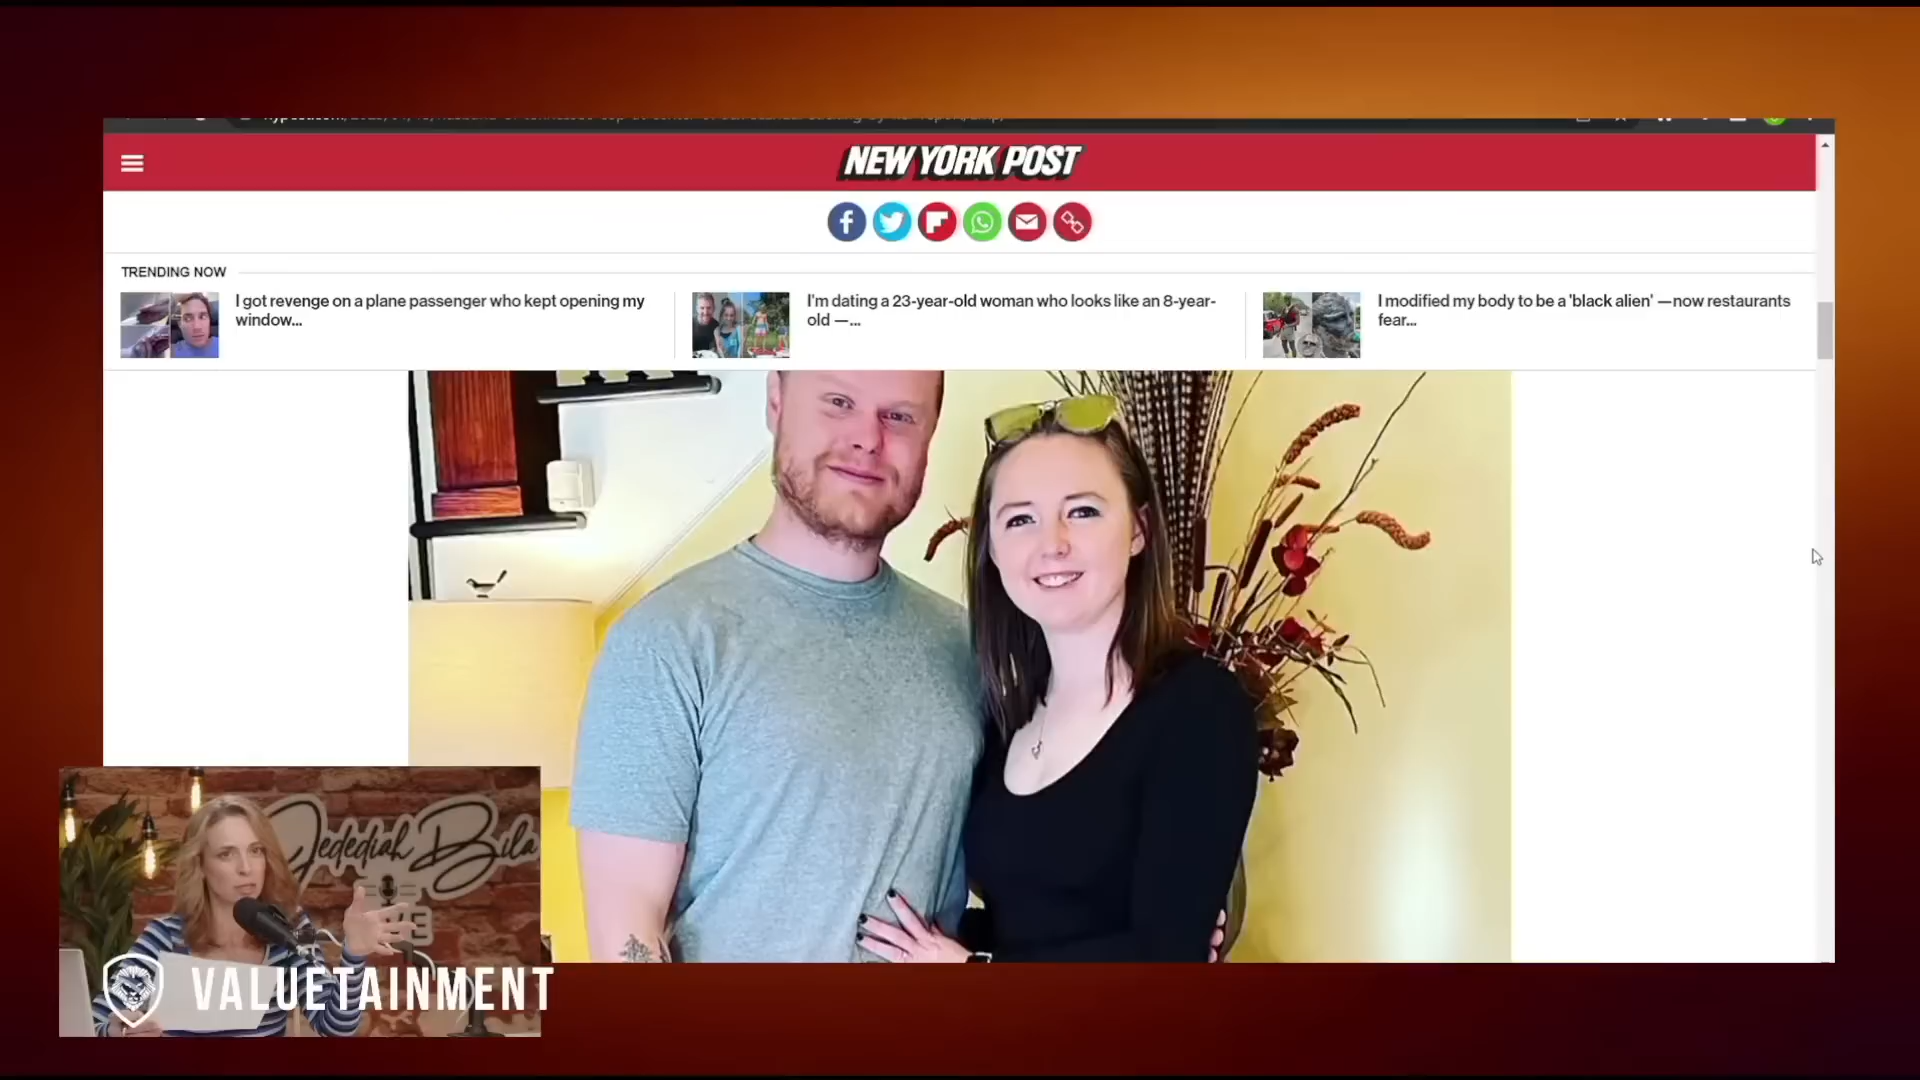 NEW YORK POST
TRENDING NOW
I got revenge on a plane passenger who kept opening my
window...
I'm dating a 23-year-old woman who looks like an 8-year-
old —...
I modified my body to be a 'black alien' —now restaurants
fear...
Jedediah Bila
VALUETAINMENT